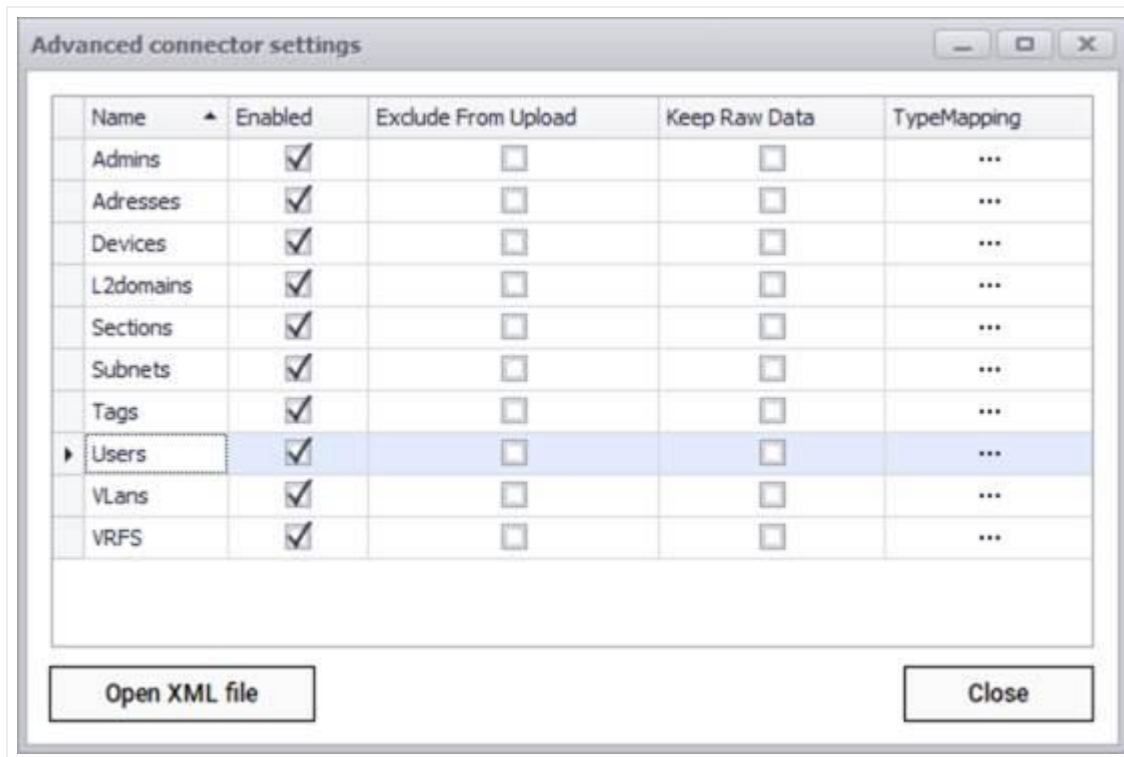 Advanced connector settings
Name Enabled Exclude From Upload Keep Raw Data TypeMapping
Admins ...
Adresses ...
Devices ...
L2domains ...
Sections ...
Subnets ...
Tags ...
Users ...
VLans ...
VRFS ...
Open XML file Close